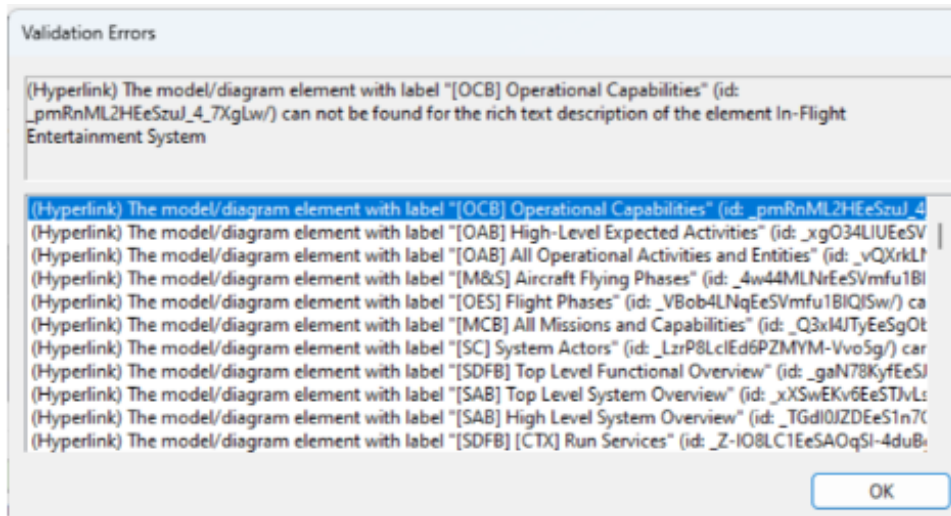 Validation Errors
(Hyperlink) The model/diagram element with label "[OCB] Operational Capabilities" (id:
_pmRnML2HEeSzuJ_4_7XgLw/) can not be found for the rich text description of the element In-Flight
Entertainment System
(Hyperlink) The model/diagram element with label "[OCB] Operational Capabilities" (id: _pmRnML2HEeSzuJ_4
(Hyperlink) The model/diagram element with label "[OAB] High-Level Expected Activities" (id: _xgO34LIUEeSV
(Hyperlink) The model/diagram element with label "[OAB] All Operational Activities and Entities" (id:
(Hyperlink) The model/diagram element with label "[M&S] Aircraft Flying Phases" (id: _4w44MLNrEeSVmfu1BI
(Hyperlink) The model/diagram element with label "[OES] Flight Phases" (id: _VBob4LNqEeSVmfu1BIQISw/) ca
(Hyperlink) The model/diagram element with label "[MCB] All Missions and Capabilities" (id: _Q3xI4JTyEeSgOb
(Hyperlink) The model/diagram element with label "[SC] System Actors" (id: _LzrP8LcIEd6PZMYM-Vvo5g/) can
(Hyperlink) The model/diagram element with label "[SDFB] Top Level Functional Overview" (id: _gaN78KyfEeSJ
(Hyperlink) The model/diagram element with label "[SAB] Top Level System Overview" (id: _xXSwEKv6EeSTJvLs
(Hyperlink) The model/diagram element with label "[SAB] High Level System Overview" (id: _TGdI0JZDEeS1n7
(Hyperlink) The model/diagram element with label "[SDFB] [CTX] Run Services" (id: _Z-IO8LC1EeSAOqSI-4duB
OK